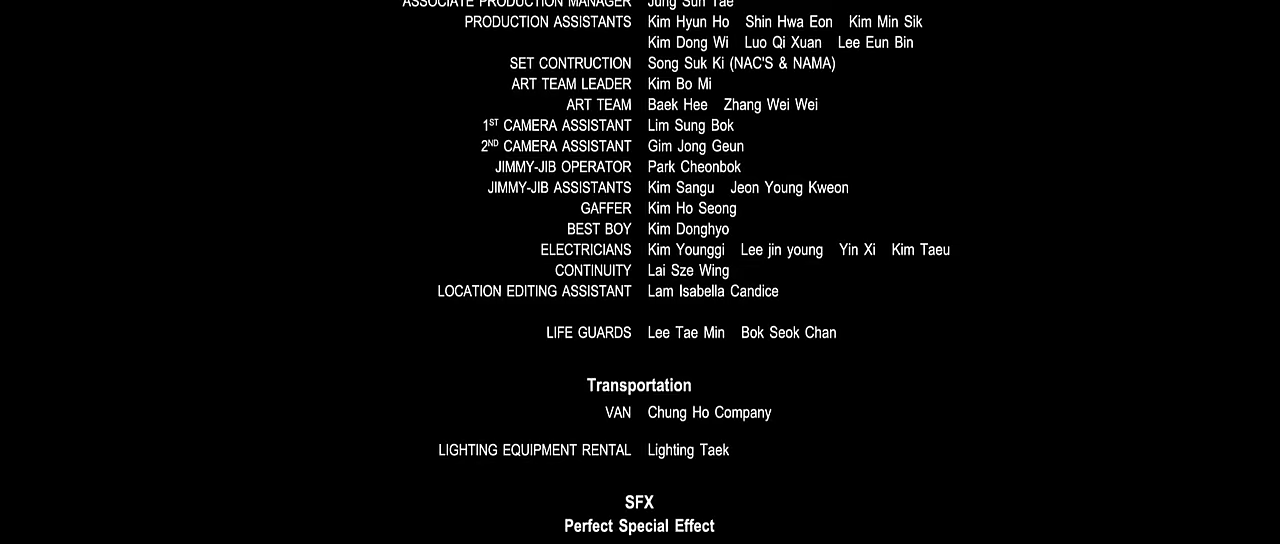 ASSOCIATE PRODUCTION MANAGER Jung Sun Tae
PRODUCTION ASSISTANTS Kim Hyun Ho Shin Hwa Eon Kim Min Sik
Kim Dong Wi Luo Qi Xuan Lee Eun Bin
SET CONTRUCTION Song Suk Ki (NAC'S & NAMA)
ART TEAM LEADER Kim Bo Mi
ART TEAM Baek Hee Zhang Wei Wei
1ST CAMERA ASSISTANT Lim Sung Bok
2ND CAMERA ASSISTANT Gim Jong Geun
JIMMY-JIB OPERATOR Park Cheonbok
JIMMY-JIB ASSISTANTS Kim Sangu Jeon Young Kweon
GAFFER Kim Ho Seong
BEST BOY Kim Donghyo
ELECTRICIANS Kim Younggi Lee jin young Yin Xi Kim Taeu
CONTINUITY Lai Sze Wing
LOCATION EDITING ASSISTANT Lam Isabella Candice
LIFE GUARDS Lee Tae Min Bok Seok Chan
Transportation
VAN Chung Ho Company
LIGHTING EQUIPMENT RENTAL Lighting Taek
SFX
Perfect Special Effect